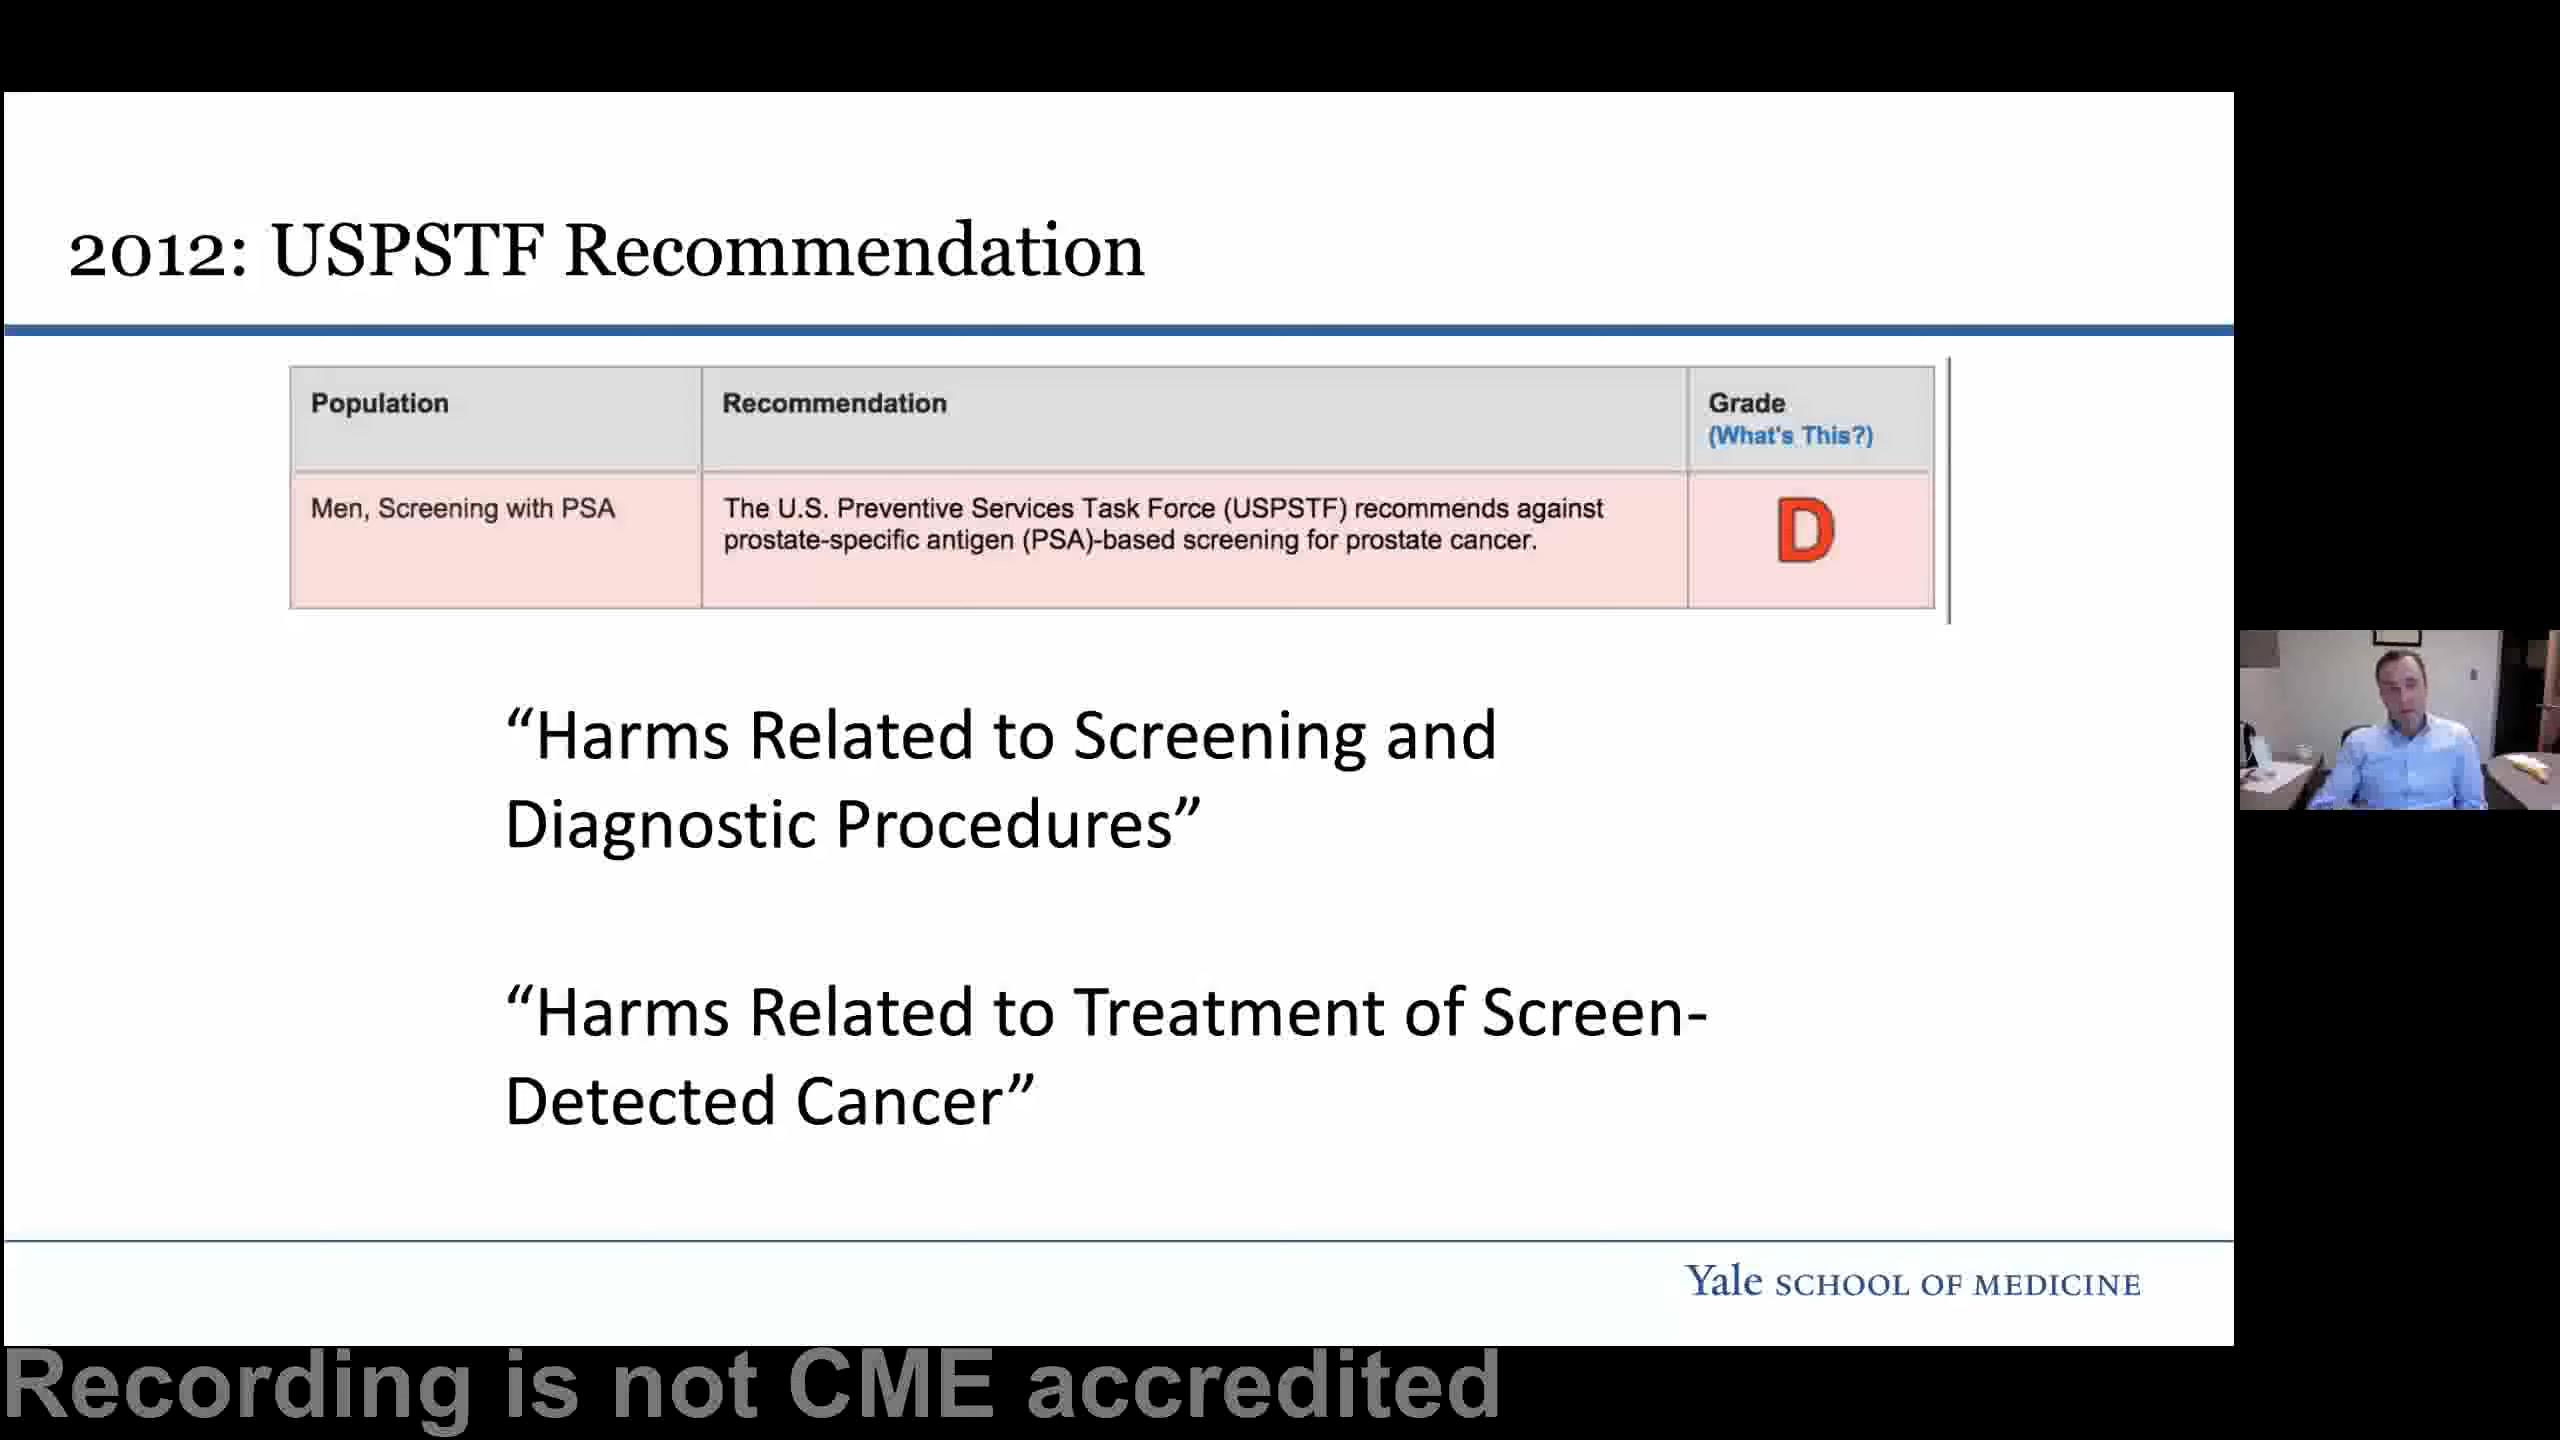 2012: USPSTF Recommendation
Population
Recommendation
Grade
(What's This?)
Men, Screening with PSA
The U.S. Preventive Services Task Force (USPSTF) recommends against
prostate-specific antigen (PSA)-based screening for prostate cancer.
D
“Harms Related to Screening and
Diagnostic Procedures”
“Harms Related to Treatment of Screen-
Detected Cancer”
Yale SCHOOL OF MEDICINE
Recording is not CME accredited